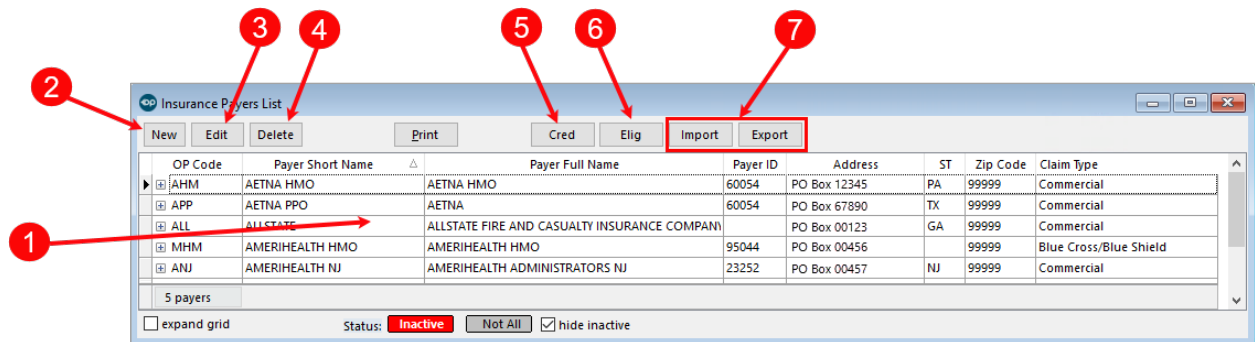 3 4 5 6 7
2
op Insurance Payers List
New Edit Delete Print Cred Elig Import Export
OP Code Payer Short Name Payer Full Name Payer ID Address ST Zip Code Claim Type
AHM AETNA HMO AETNA HMO 60054 PO Box 12345 PA 99999 Commercial
APP AETNA PPO AETNA 60054 PO Box 67890 TX 99999 Commercial
1
ALL ALLSTATE ALLSTATE FIRE AND CASUALTY INSURANCE COMPANY PO Box 00123 GA 99999 Commercial
MHM AMERIHEALTH HMO AMERIHEALTH HMO 95044 PO Box 00456 99999 Blue Cross/Blue Shield
ANJ AMERIHEALTH NJ AMERIHEALTH ADMINISTRATORS NJ 23252 PO Box 00457 NJ 99999 Commercial
5 payers
expand grid Status: Inactive Not All hide inactive